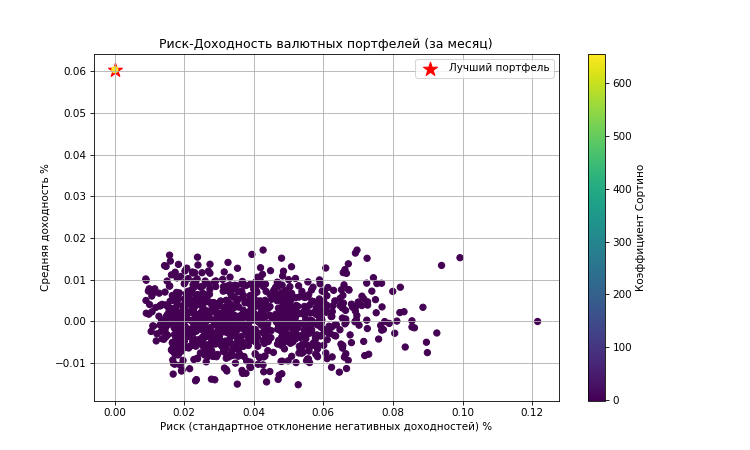 Риск-Доходность валютных портфелей (за месяц)
Лучший портфель
0.06
0.05
0.04
0.03
0.02
0.01
0.00
−0.01
Средняя доходность %
0.00 0.02 0.04 0.06 0.08 0.10 0.12
Риск (стандартное отклонение негативных доходностей) %
600
500
400
300
200
100
0
Коэффициент Сортино